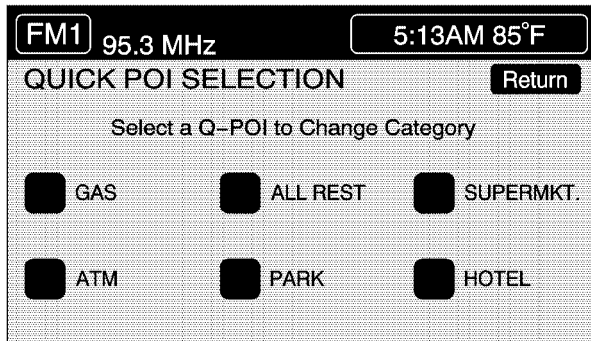 FM1 95.3 MHz 5:13AM 85°F
QUICK POI SELECTION Return
Select a Q-POI to Change Category
GAS ALL REST SUPERMKT.
ATM PARK HOTEL